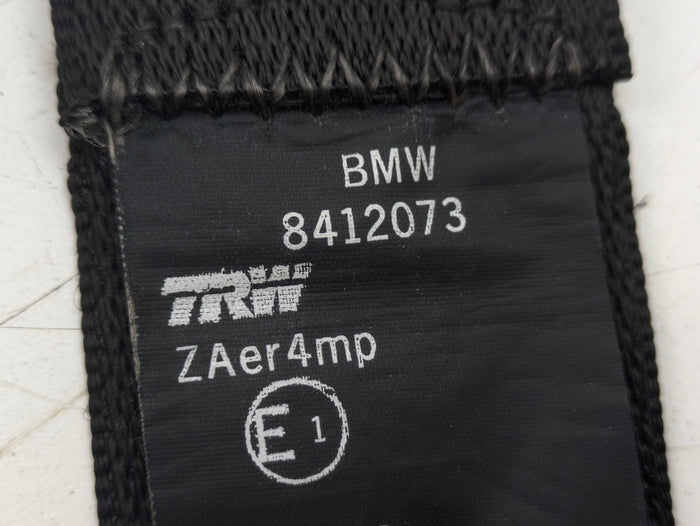 BMW
8412073
TRW
ZAer4mp
E 1